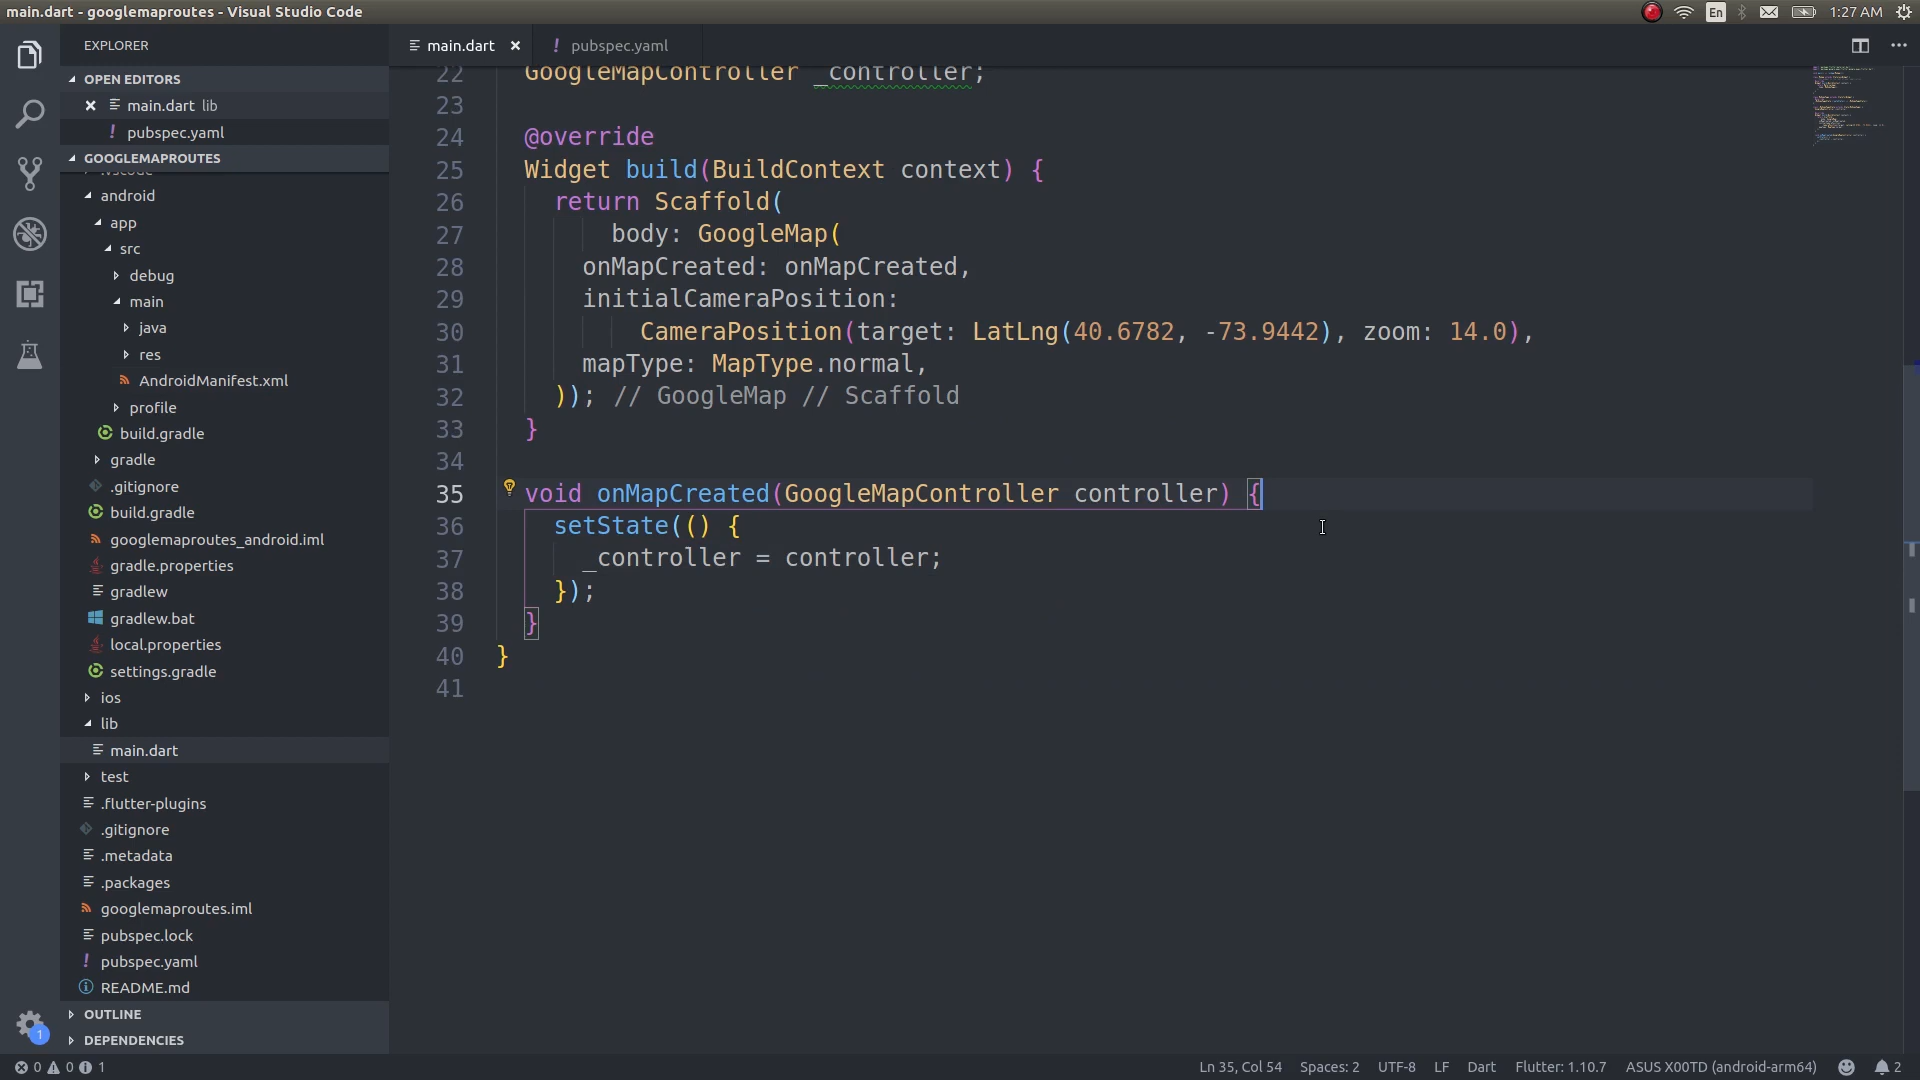 main.dart - googlemaproutes - Visual Studio Code
En
1:27 AM
EXPLORER
OPEN EDITORS
main.dart lib
pubspec.yaml
GOOGLEMAPROUTES
.vscode
android
app
src
debug
main
java
res
AndroidManifest.xml
profile
build.gradle
gradle
.gitignore
build.gradle
googlemaproutes_android.iml
gradle.properties
gradlew
gradlew.bat
local.properties
settings.gradle
ios
lib
main.dart
test
.flutter-plugins
.gitignore
.metadata
.packages
googlemaproutes.iml
pubspec.lock
pubspec.yaml
README.md
OUTLINE
DEPENDENCIES
1
main.dart
! pubspec.yaml
22 GoogleMapController _controller;
23
24 @override
25 Widget build(BuildContext context) {
26 return Scaffold(
27 body: GoogleMap(
28 onMapCreated: onMapCreated,
29 initialCameraPosition:
30 CameraPosition(target: LatLng(40.6782, -73.9442), zoom: 14.0),
31 mapType: MapType.normal,
32 )); // GoogleMap // Scaffold
33 }
34
35 void onMapCreated(GoogleMapController controller) {
36 setState(() {
37 _controller = controller;
38 });
39 }
40 }
41
0 0 1
Ln 35, Col 54 Spaces: 2 UTF-8 LF Dart Flutter: 1.10.7 ASUS X00TD (android-arm64) 2